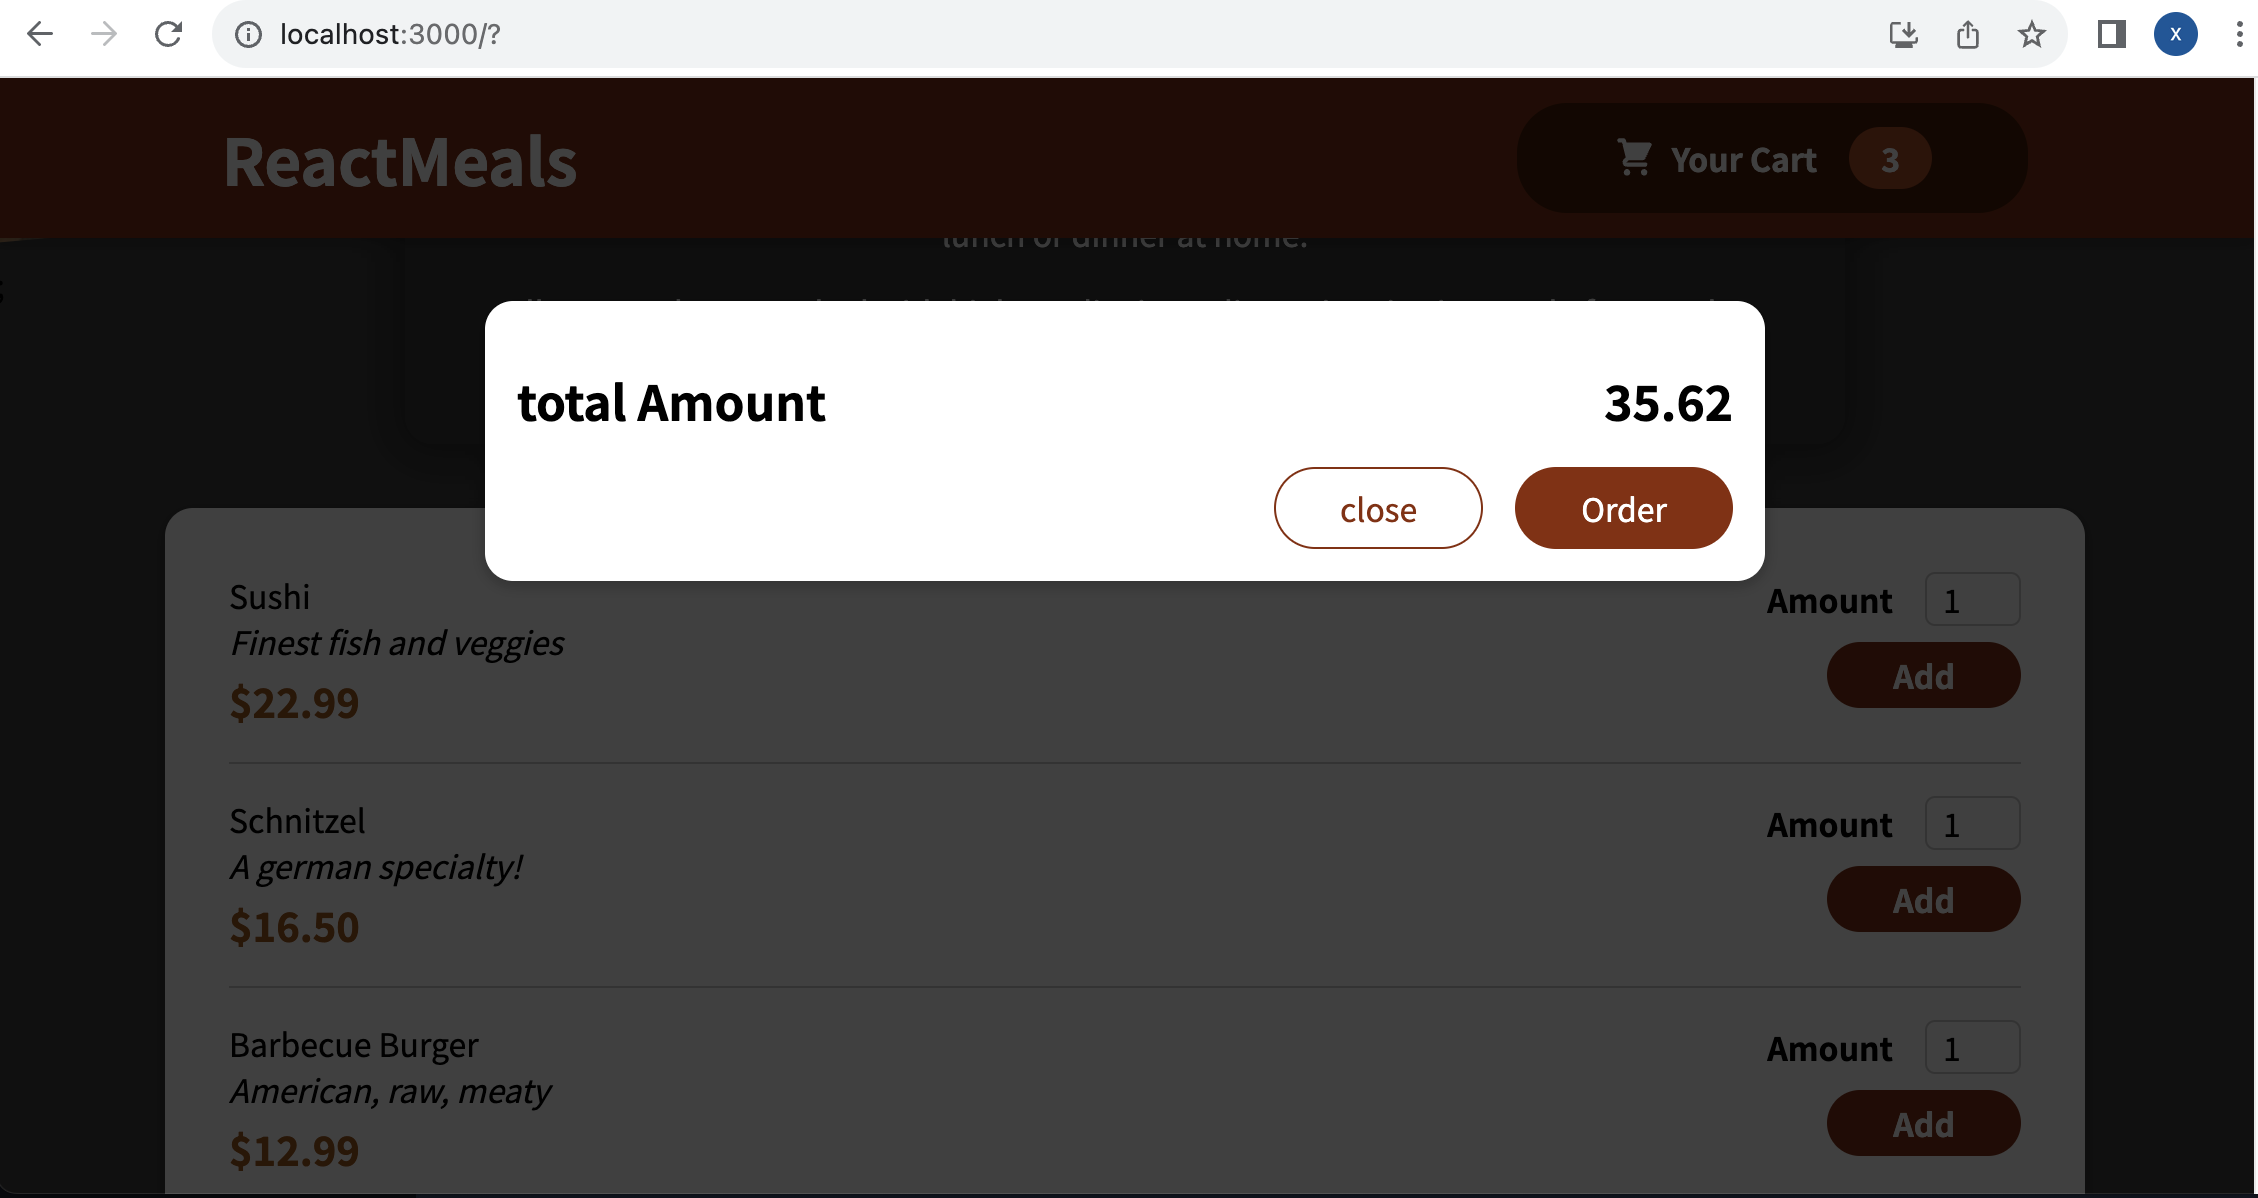 localhost:3000/?
X
ReactMeals
Your Cart 3
lunch or dinner at home.
total Amount 35.62
close Order
Sushi
Finest fish and veggies
$22.99
Amount 1
Add
Schnitzel
A german specialty!
$16.50
Amount 1
Add
Barbecue Burger
American, raw, meaty
$12.99
Amount 1
Add